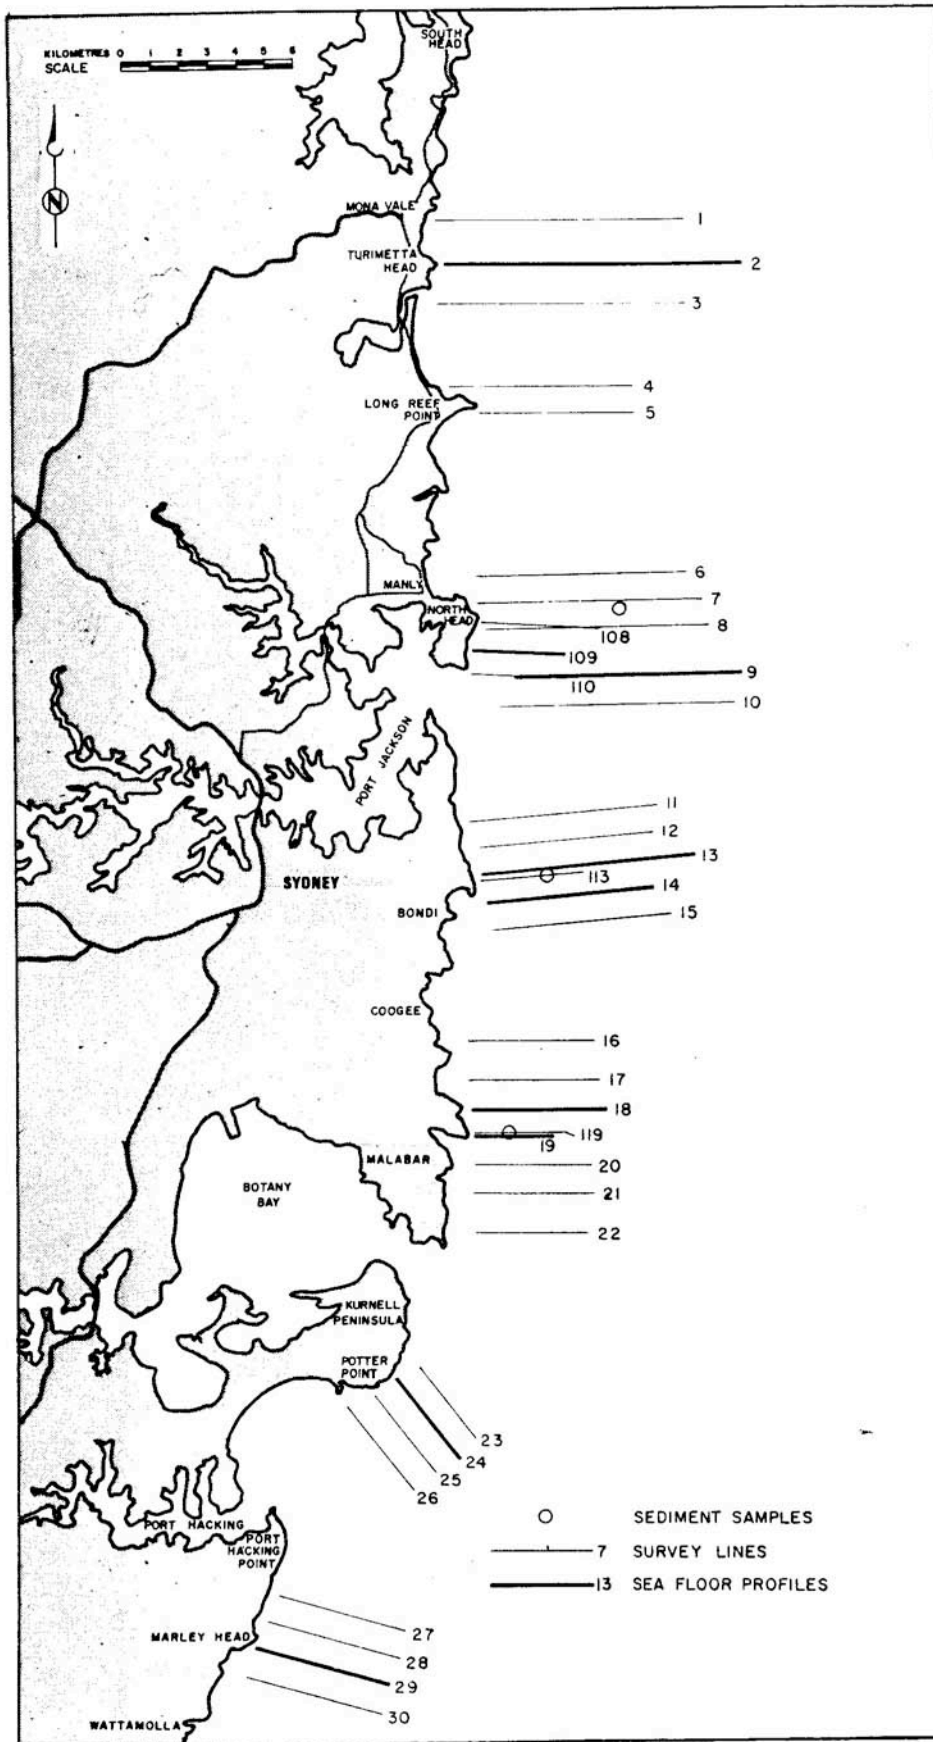 SOUTH
HEAD
KILOMETRES 0 1 2 3 4 5 6
SCALE
N
MONA VALE
1
TURIMETTA
HEAD
2
3
4
LONG REEF
POINT
5
6
MANLY
7
NORTH
HEAD
8
108
109
9
110
10
PORT JACKSON
11
12
13
SYDNEY
113
14
BONDI
15
COOGEE
16
17
18
119
19
MALABAR
20
BOTANY
BAY
21
22
KURNELL
PENINSULA
POTTER
POINT
23
24
25
26
SEDIMENT SAMPLES
PORT HACKING
PORT
HACKING
POINT
7 SURVEY LINES
13 SEA FLOOR PROFILES
27
MARLEY HEAD
28
29
30
WATTAMOLLA